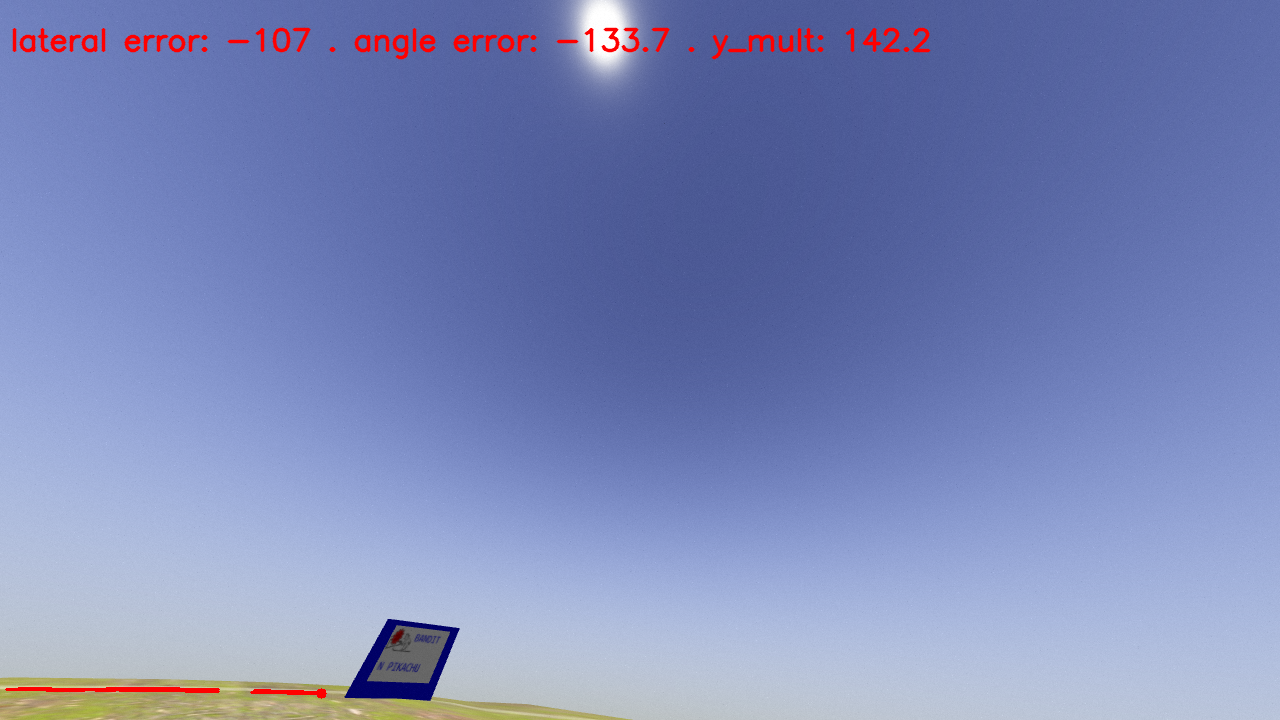 lateral error: -107 . angle error: -133.7 . y_mult: 142.2
BANDIT
N PIKACHU